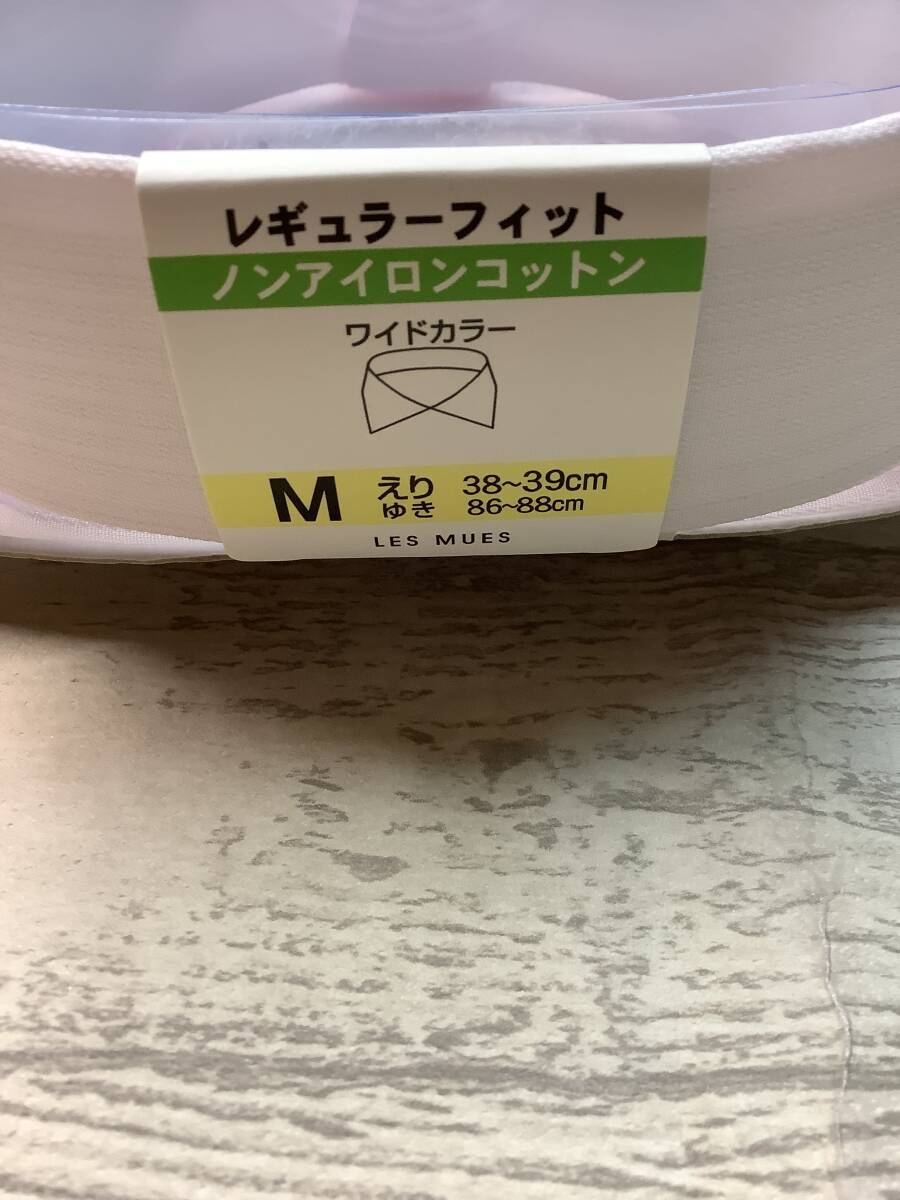 レギュラーフィット
ノンアイロンコットン
ワイドカラー
M えり 38~39cm
ゆき 86~88cm
LES MUES